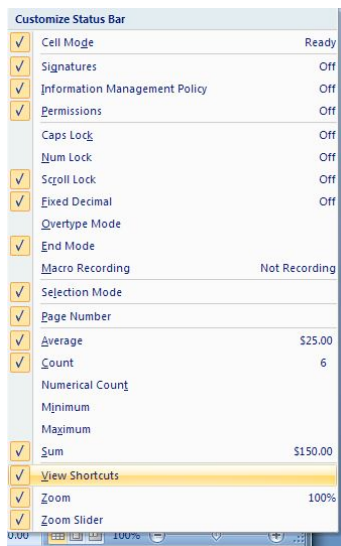 Customize Status Bar
Cell Mode Ready
Signatures Off
Information Management Policy Off
Permissions Off
Caps Lock Off
Num Lock Off
Scroll Lock Off
Fixed Decimal Off
Overtype Mode
End Mode
Macro Recording Not Recording
Selection Mode
Page Number
Average $25.00
Count 6
Numerical Count
Minimum
Maximum
Sum $150.00
View Shortcuts
Zoom 100%
Zoom Slider
0.00 100%